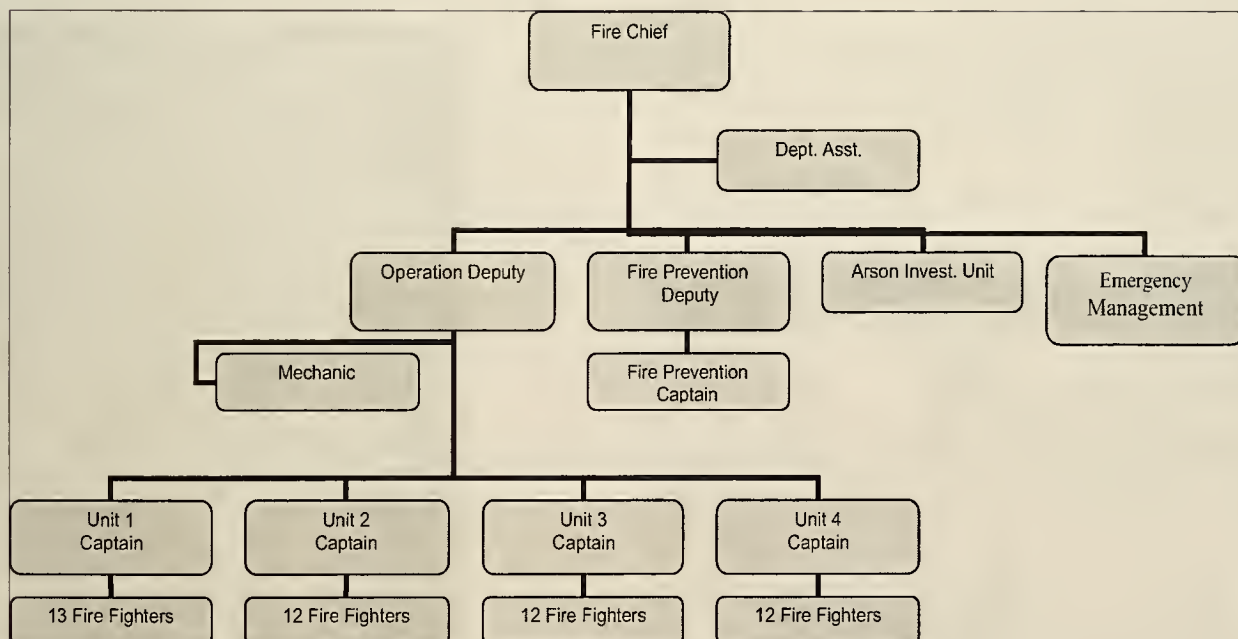 Fire Chief
Dept. Asst.
Operation Deputy
Fire Prevention
Deputy
Arson Invest. Unit
Emergency
Management
Mechanic
Fire Prevention
Captain
Unit 1
Captain
Unit 2
Captain
Unit 3
Captain
Unit 4
Captain
13 Fire Fighters
12 Fire Fighters
12 Fire Fighters
12 Fire Fighters